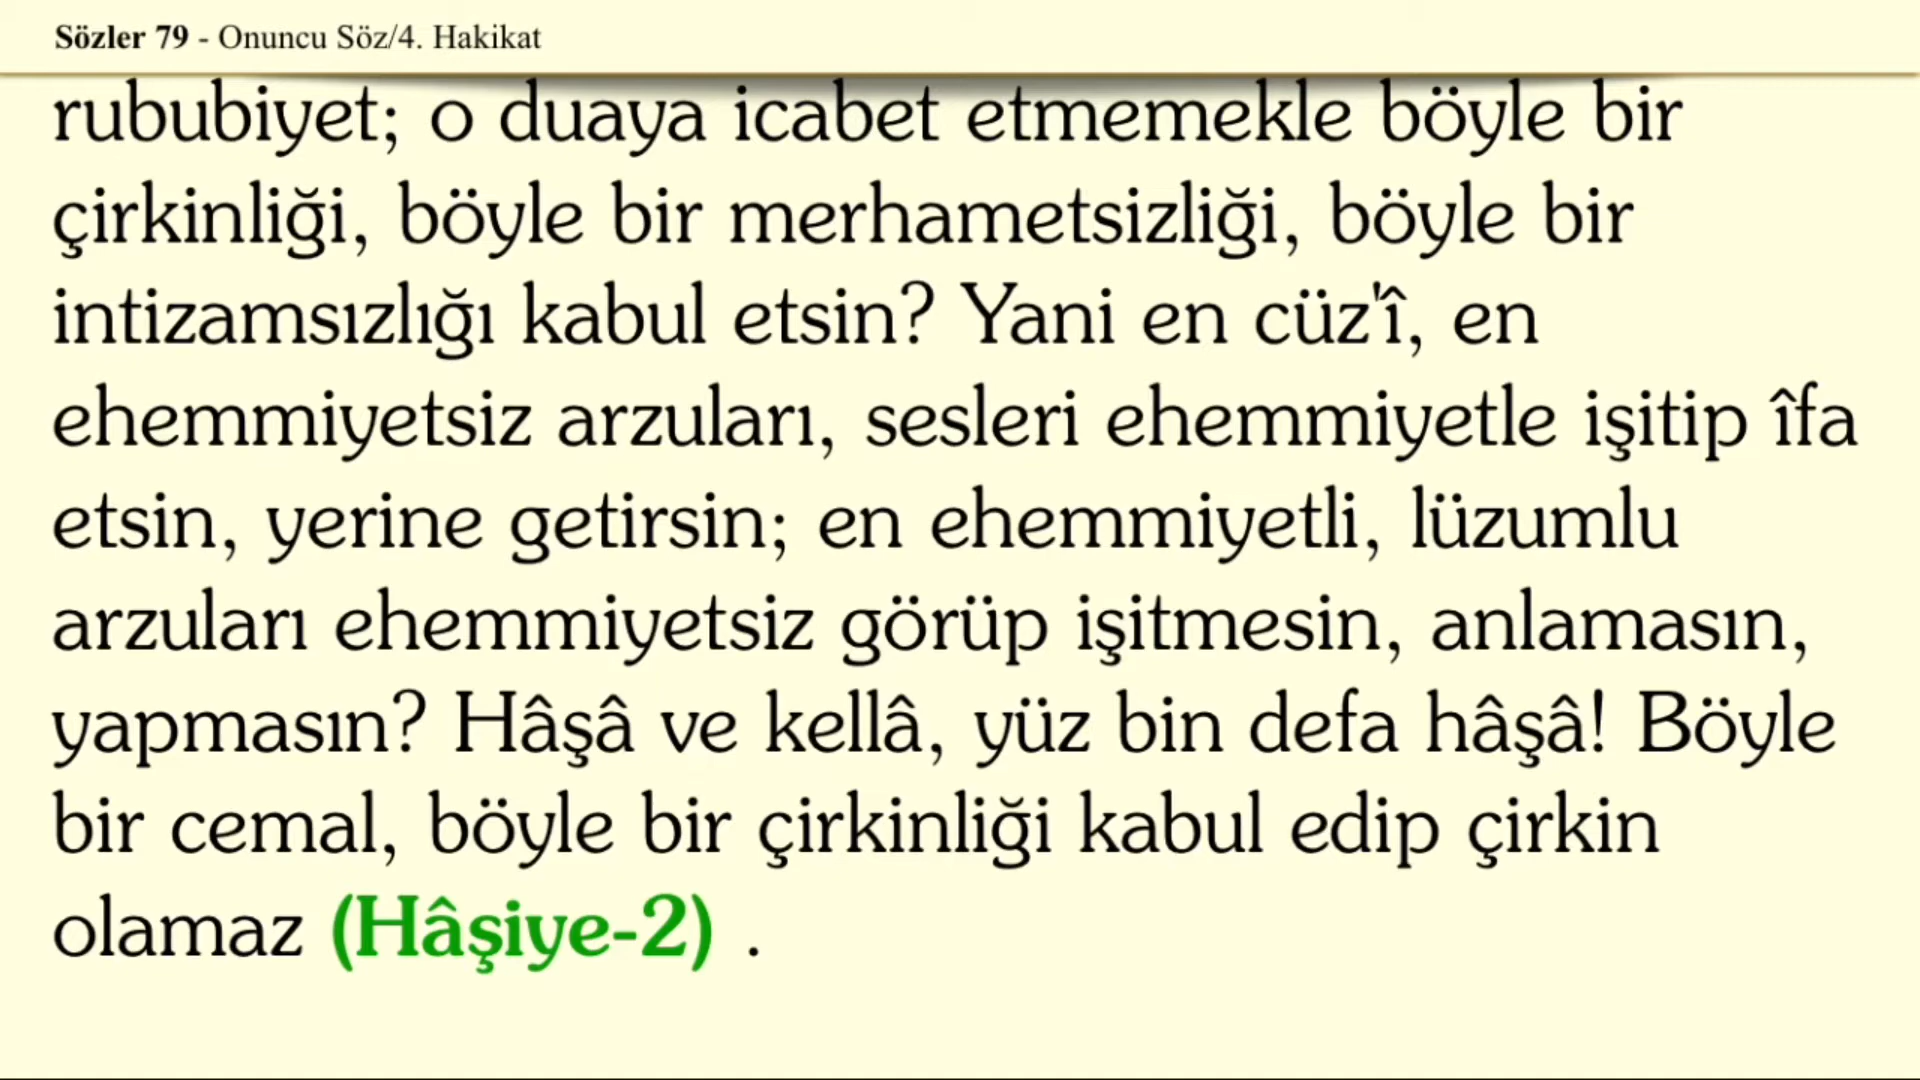 Sözler 79 - Onuncu Söz/4. Hakikat
rububiyet; o duaya icabet etmemekle böyle bir
çirkinliği, böyle bir merhametsizliği, böyle bir
intizamsızlığı kabul etsin? Yani en cüz'î, en
ehemmiyetsiz arzuları, sesleri ehemmiyetle işitip îfa
etsin, yerine getirsin; en ehemmiyetli, lüzumlu
arzuları ehemmiyetsiz görüp işitmesin, anlamasın,
yapmasın? Hâşâ ve kellâ, yüz bin defa hâşâ! Böyle
bir cemal, böyle bir çirkinliği kabul edip çirkin
olamaz (Hâşiye-2) .